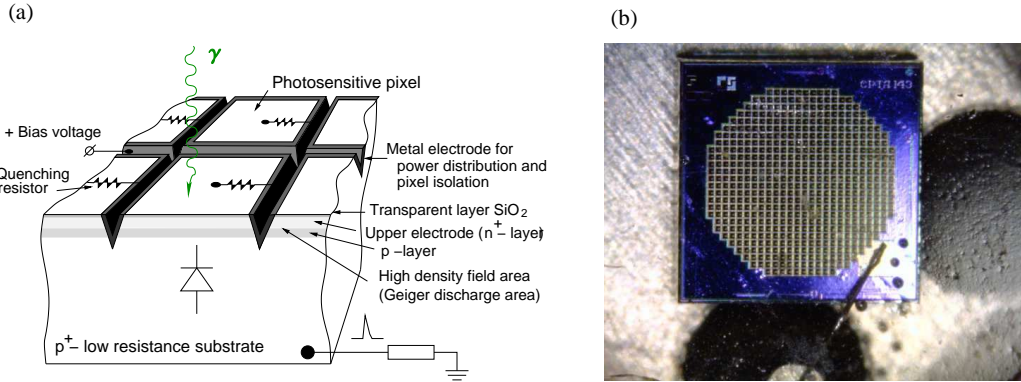 (a)
(b)
γ
Photosensitive pixel
+ Bias voltage
Metal electrode for
power distribution and
pixel isolation
Quenching
resistor
Transparent layer SiO2
Upper electrode (n+– layer)
p –layer
High density field area
(Geiger discharge area)
p+– low resistance substrate